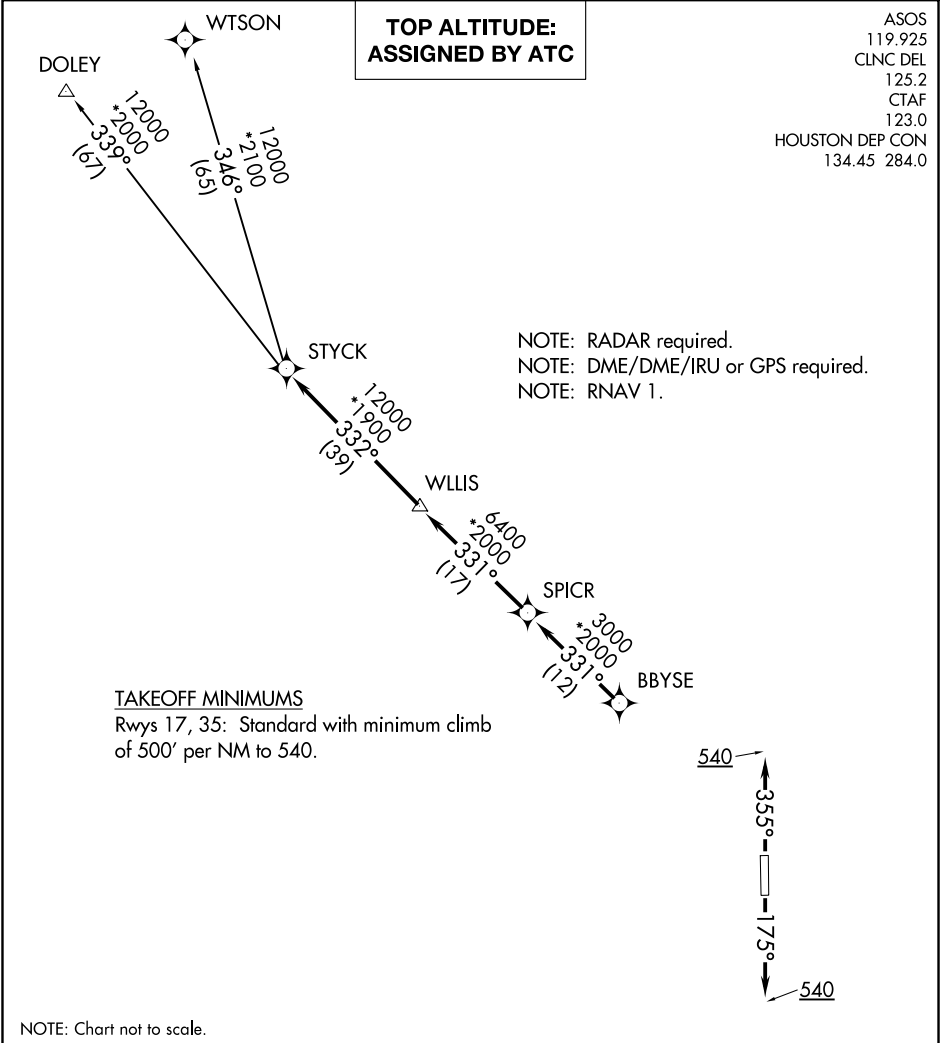 TOP ALTITUDE:
ASSIGNED BY ATC
ASOS
119.925
CLNC DEL
125.2
CTAF
123.0
HOUSTON DEP CON
134.45 284.0
WTSON
DOLEY
12000
*2000
339°
(67)
12000
*2100
346°
(65)
STYCK
NOTE: RADAR required.
NOTE: DME/DME/IRU or GPS required.
NOTE: RNAV 1.
12000
*1900
332°
(39)
WLLIS
6400
*2000
331°
(17)
SPICR
3000
*2000
331°
(12)
BBYSE
TAKEOFF MINIMUMS
Rwys 17, 35: Standard with minimum climb
of 500' per NM to 540.
540
355°
175°
540
NOTE: Chart not to scale.